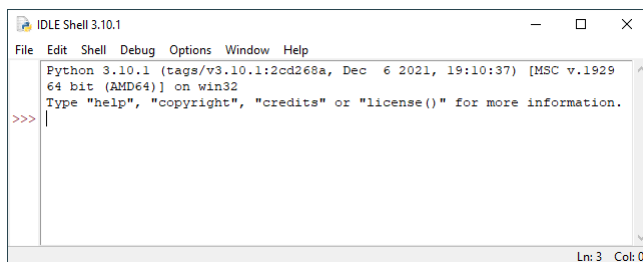 IDLE Shell 3.10.1
File Edit Shell Debug Options Window Help
Python 3.10.1 (tags/v3.10.1:2cd268a, Dec  6 2021, 19:10:37) [MSC v.1929
64 bit (AMD64)] on win32
Type "help", "copyright", "credits" or "license()" for more information.
>>>
Ln: 3 Col: 0